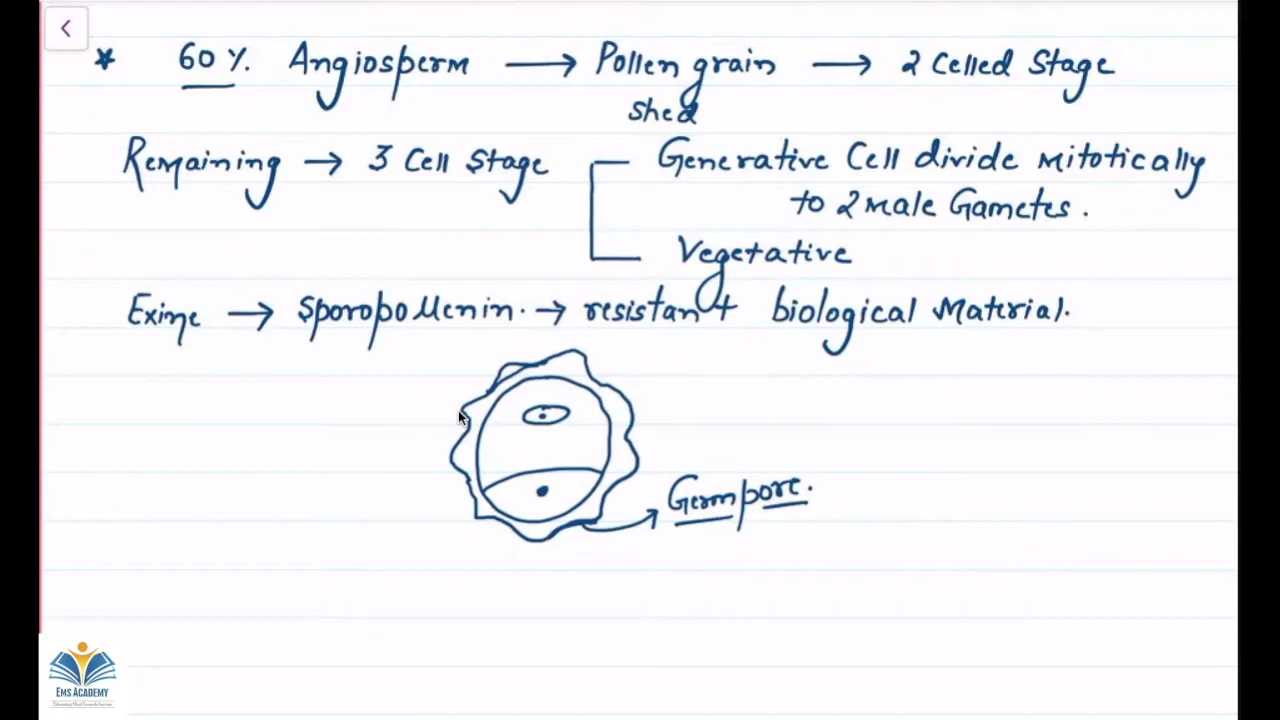 * 60 %. Angiosperm → Pollen grain → 2 Celled Stage
shed
Remaining → 3 Cell Stage
Generative Cell divide mitotically
to 2 male Gametes.
Vegetative
Exine → Sporopollenin. → resistant biological Material.
Germpore.
EMS ACADEMY